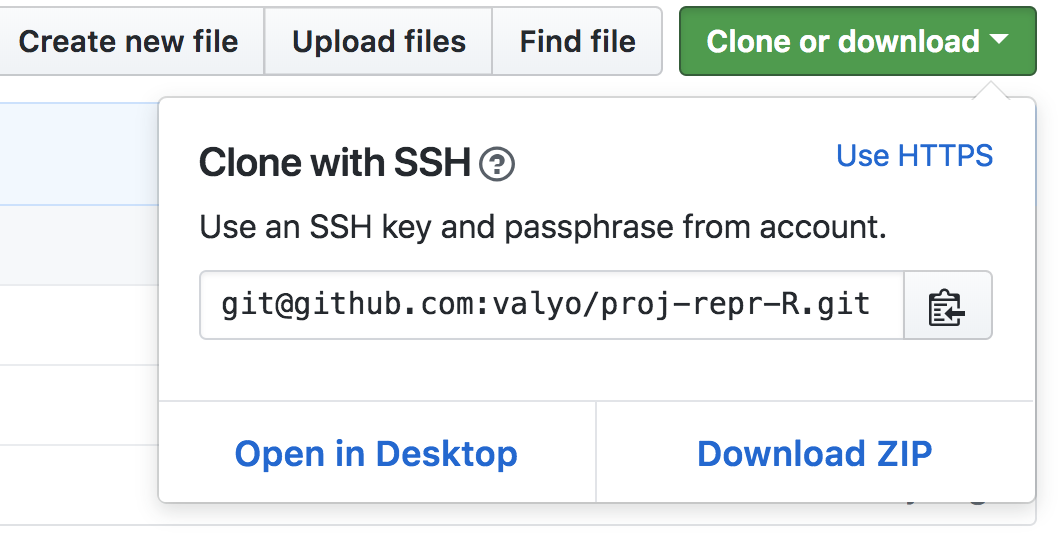 Create new file Upload files Find file Clone or download
Clone with SSH ? Use HTTPS
Use an SSH key and passphrase from account.
git@github.com:valyo/proj-repr-R.git
Open in Desktop Download ZIP